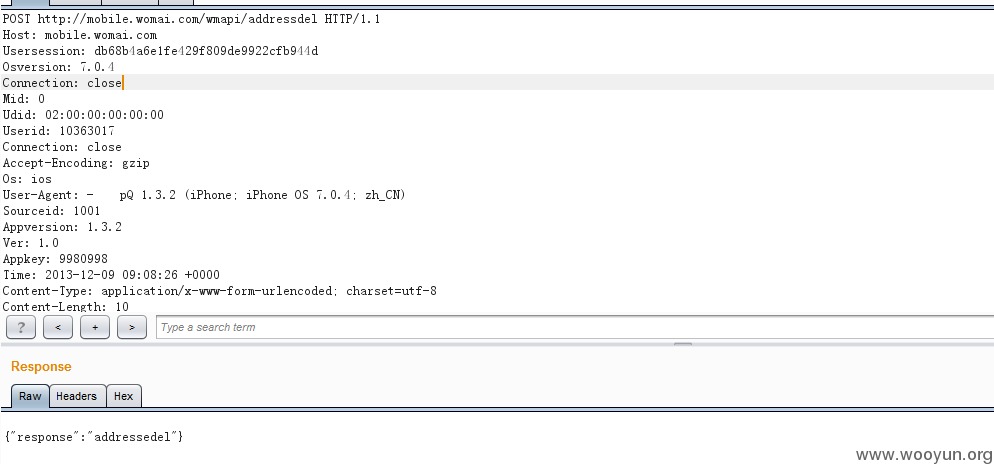 POST http://mobile.womai.com/wmapi/addressdel HTTP/1.1
Host: mobile.womai.com
Usersession: db68b4a6e1fe429f809de9922cfb944d
Osversion: 7.0.4
Connection: close
Mid: 0
Udid: 02:00:00:00:00:00
Userid: 10363017
Connection: close
Accept-Encoding: gzip
Os: ios
User-Agent: - pQ 1.3.2 (iPhone; iPhone OS 7.0.4; zh_CN)
Sourceid: 1001
Appversion: 1.3.2
Ver: 1.0
Appkey: 9980998
Time: 2013-12-09 09:08:26 +0000
Content-Type: application/x-www-form-urlencoded; charset=utf-8
Content-Length: 10
? < + > Type a search term
Response
Raw Headers Hex
{"response":"addressedel"}
www.wooyun.org